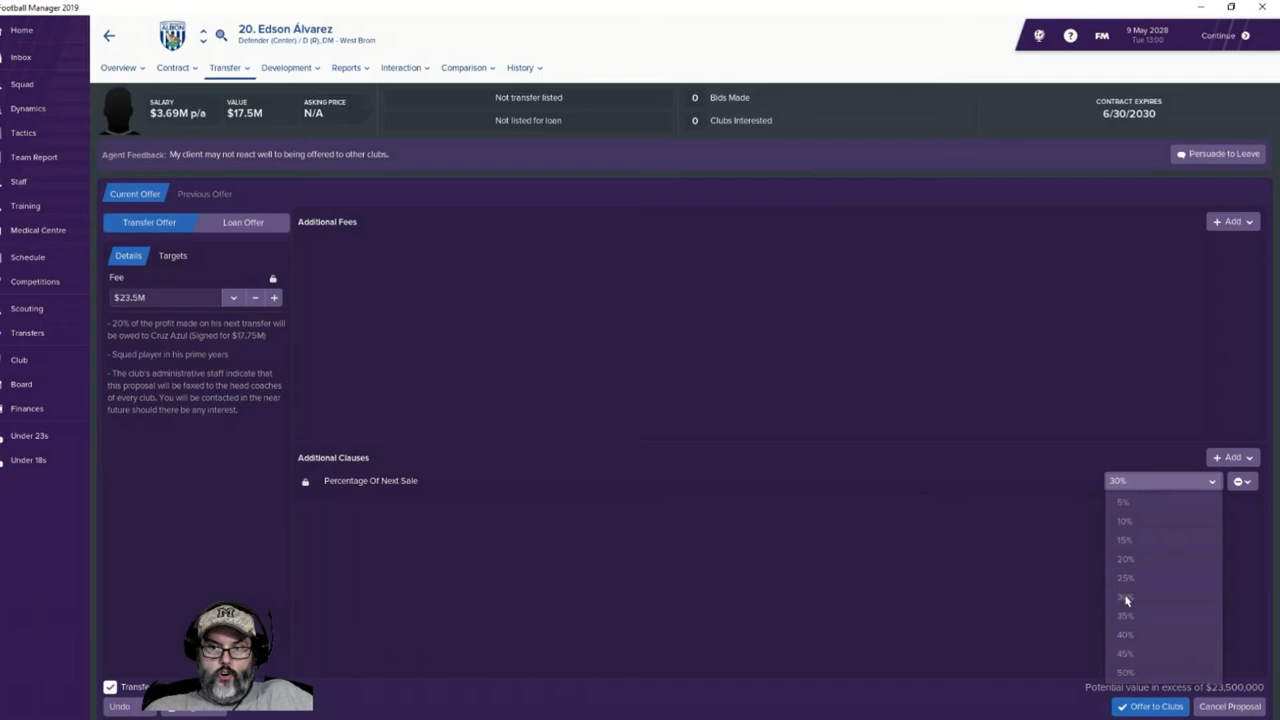 Football Manager 2019
Home
Inbox
Squad
Dynamics
Tactics
Team Report
Staff
Training
Medical Centre
Schedule
Competitions
Scouting
Transfers
Club
Board
Finances
Under 23s
Under 18s
ALBION
20. Edson Álvarez
Defender (Center) / D (R), DM - West Brom
FM
9 May 2028
Tue 13:00
Continue
Overview
Contract
Transfer
Development
Reports
Interaction
Comparison
History
SALARY
$3.69M p/a
VALUE
$17.5M
ASKING PRICE
N/A
Not transfer listed
Not listed for loan
0 Bids Made
0 Clubs Interested
CONTRACT EXPIRES
6/30/2030
Agent Feedback: My client may not react well to being offered to other clubs.
Persuade to Leave
Current Offer
Previous Offer
Transfer Offer
Loan Offer
Details
Targets
Fee
$23.5M
- 20% of the profit made on his next transfer will
be owed to Cruz Azul (Signed for $17.75M)
- Squad player in his prime years
- The club's administrative staff indicate that
this proposal will be faxed to the head coaches
of every club. You will be contacted in the near
future should there be any interest.
Additional Fees
+ Add
Additional Clauses
+ Add
Percentage Of Next Sale
30%
5%
10%
15%
20%
25%
30%
35%
40%
45%
50%
Transfe
Undo
Potential value in excess of $23,500,000
Offer to Clubs
Cancel Proposal